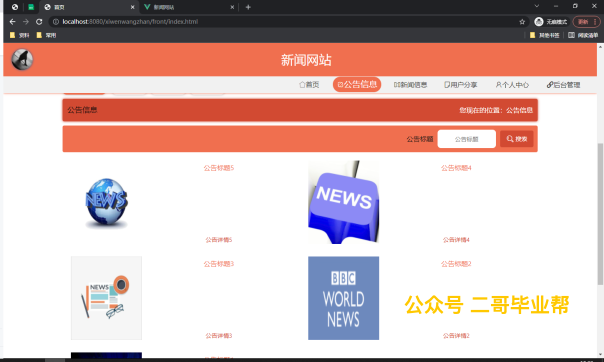 首页
新闻网站
localhost:8080/xiwenwangzhan/front/index.html
无痕模式
更新
资料
常用
其他书签
阅读清单
新闻网站
首页
公告信息
新闻信息
用户分享
个人中心
后台管理
公告信息
您现在的位置：公告信息
公告标题
公告标题
搜索
公告标题5
公告标题4
NEWS
NEWS
公告详情5
公告详情4
公告标题3
公告标题2
NEWS
BBC
WORLD
NEWS
公众号 二哥毕业帮
公告详情3
公告详情2